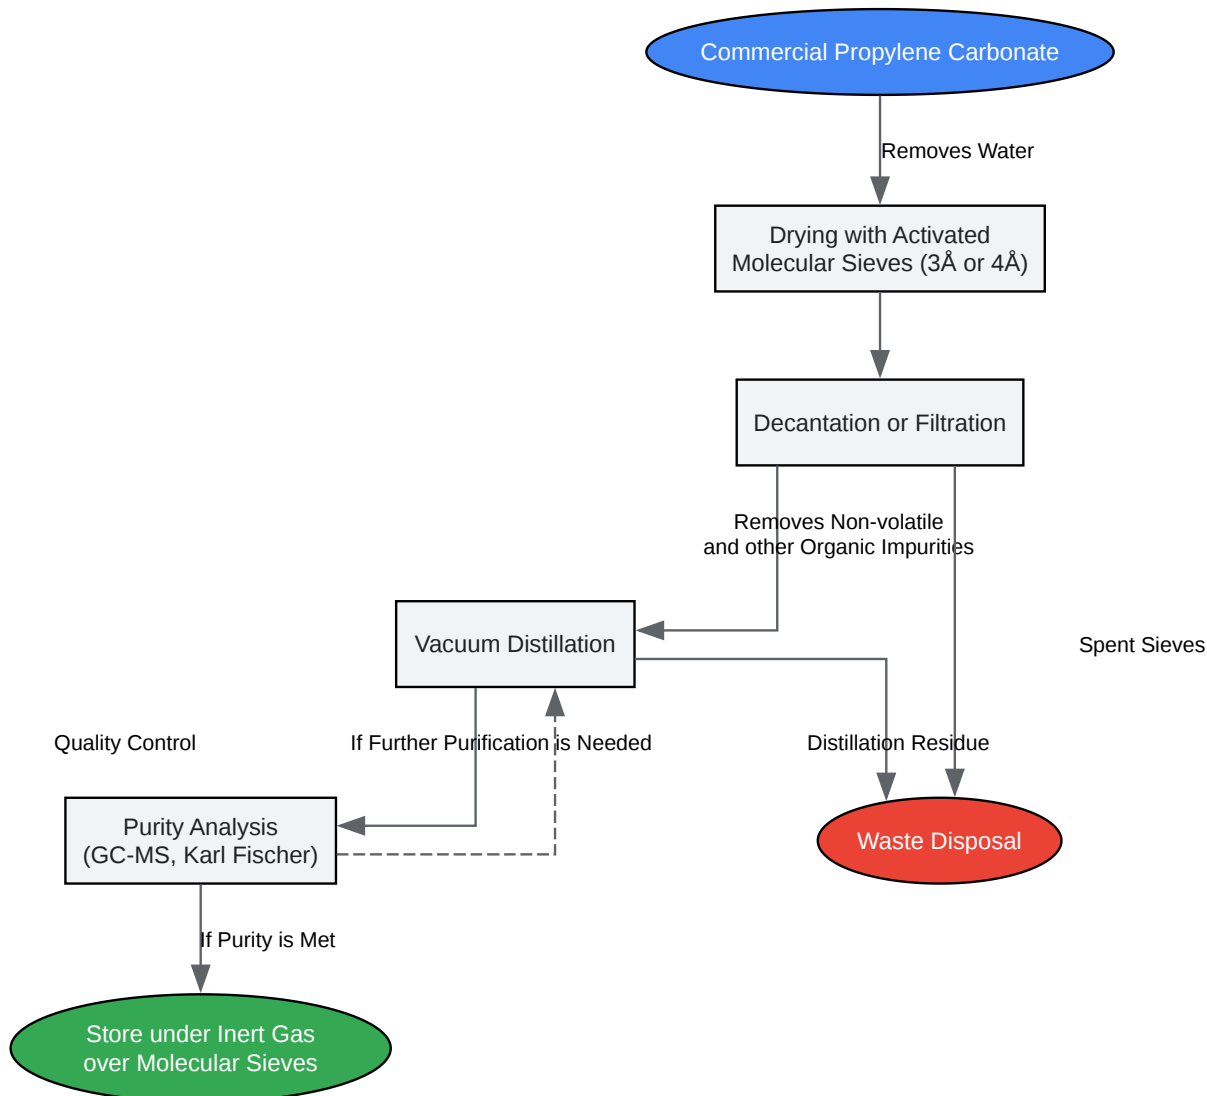 Commercial Propylene Carbonate
Removes Water
Drying with Activated
Molecular Sieves (3Å or 4Å)
Decantation or Filtration
Removes Non-volatile
and other Organic Impurities
Vacuum Distillation
Spent Sieves
Quality Control
If Further Purification is Needed
Distillation Residue
Purity Analysis
(GC-MS, Karl Fischer)
Waste Disposal
If Purity is Met
Store under Inert Gas
over Molecular Sieves